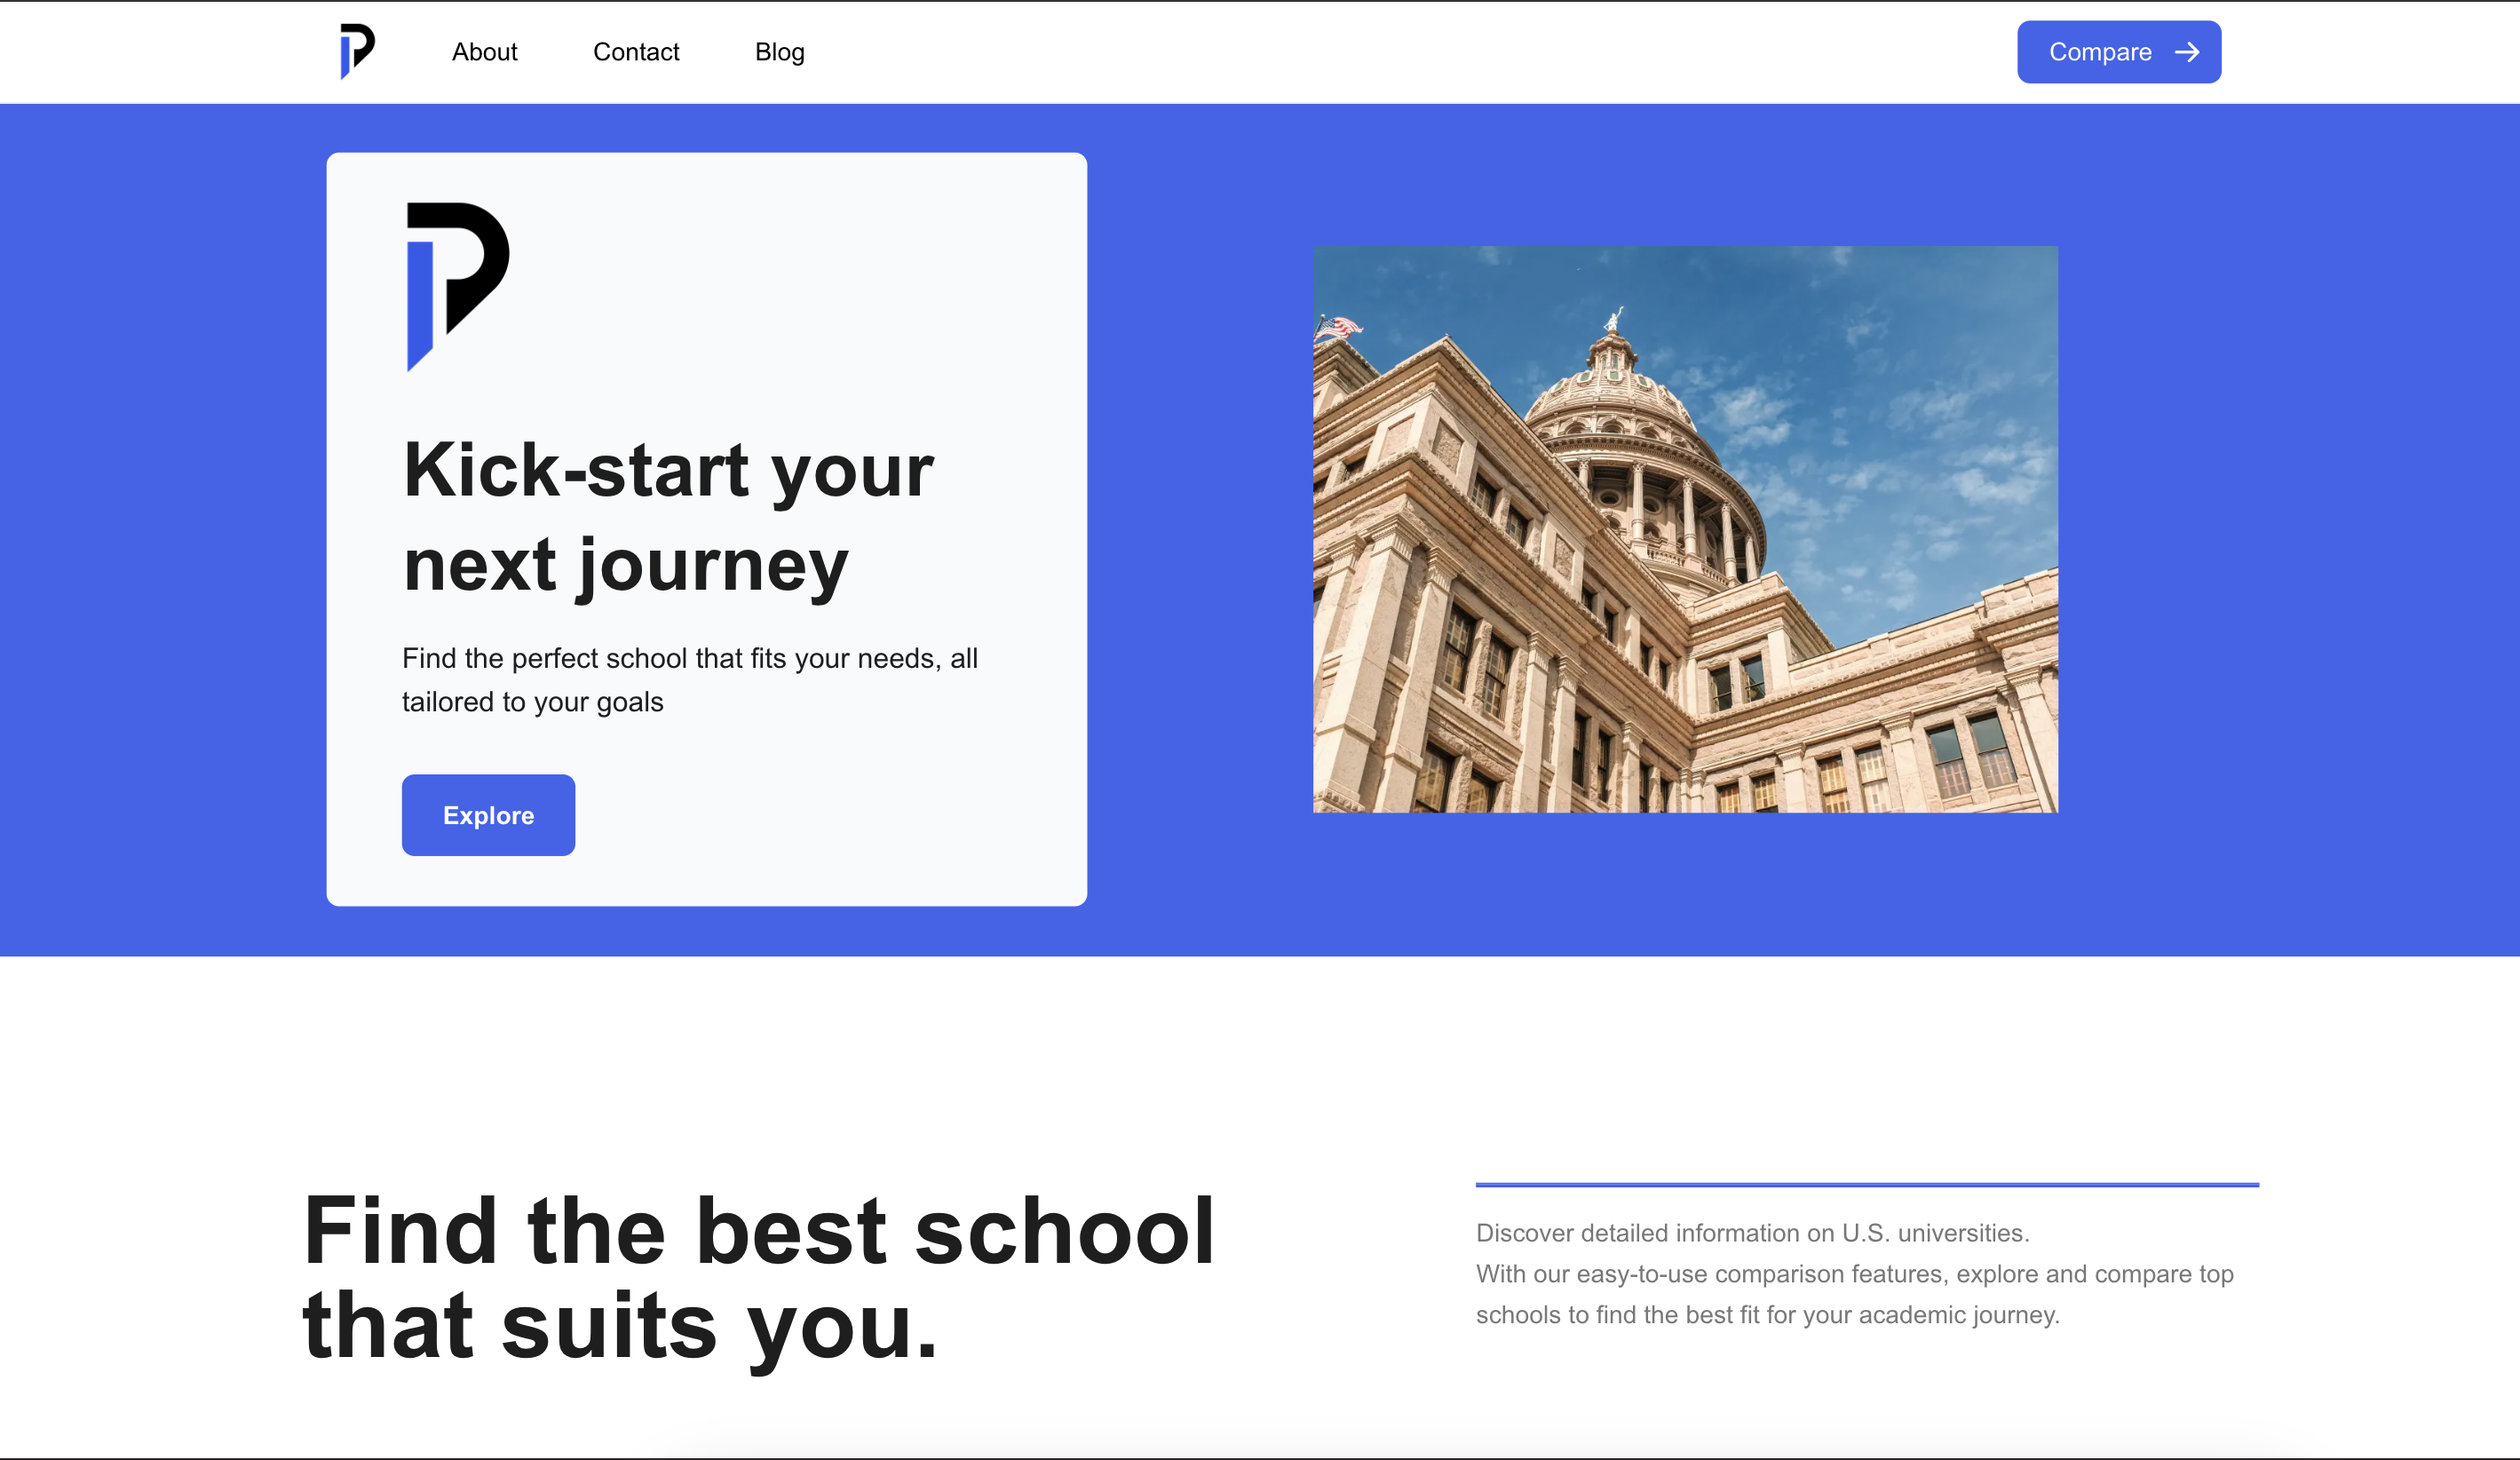 About
Contact
Blog
Compare
Kick-start your
next journey
Find the perfect school that fits your needs, all
tailored to your goals
Explore
Find the best school
that suits you.
Discover detailed information on U.S. universities.
With our easy-to-use comparison features, explore and compare top
schools to find the best fit for your academic journey.